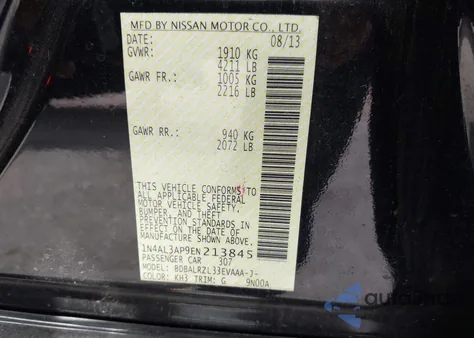 MFD BY NISSAN MOTOR CO., LTD.
DATE: 08/13
GVWR: 1910 KG
4211 LB
GAWR FR.: 1005 KG
2216 LB
GAWR RR.: 940 KG
2072 LB
THIS VEHICLE CONFORMS TO
ALL APPLICABLE FEDERAL
MOTOR VEHICLE SAFETY,
BUMPER, AND THEFT
PREVENTION STANDARDS IN
EFFECT ON THE DATE OF
MANUFACTURE SHOWN ABOVE.
1N4AL3AP9EN213845
PASSENGER CAR 307
MODEL: BDBALRZL33EVAAA-J-
COLOR: KH3 TRIM: G 9N00A